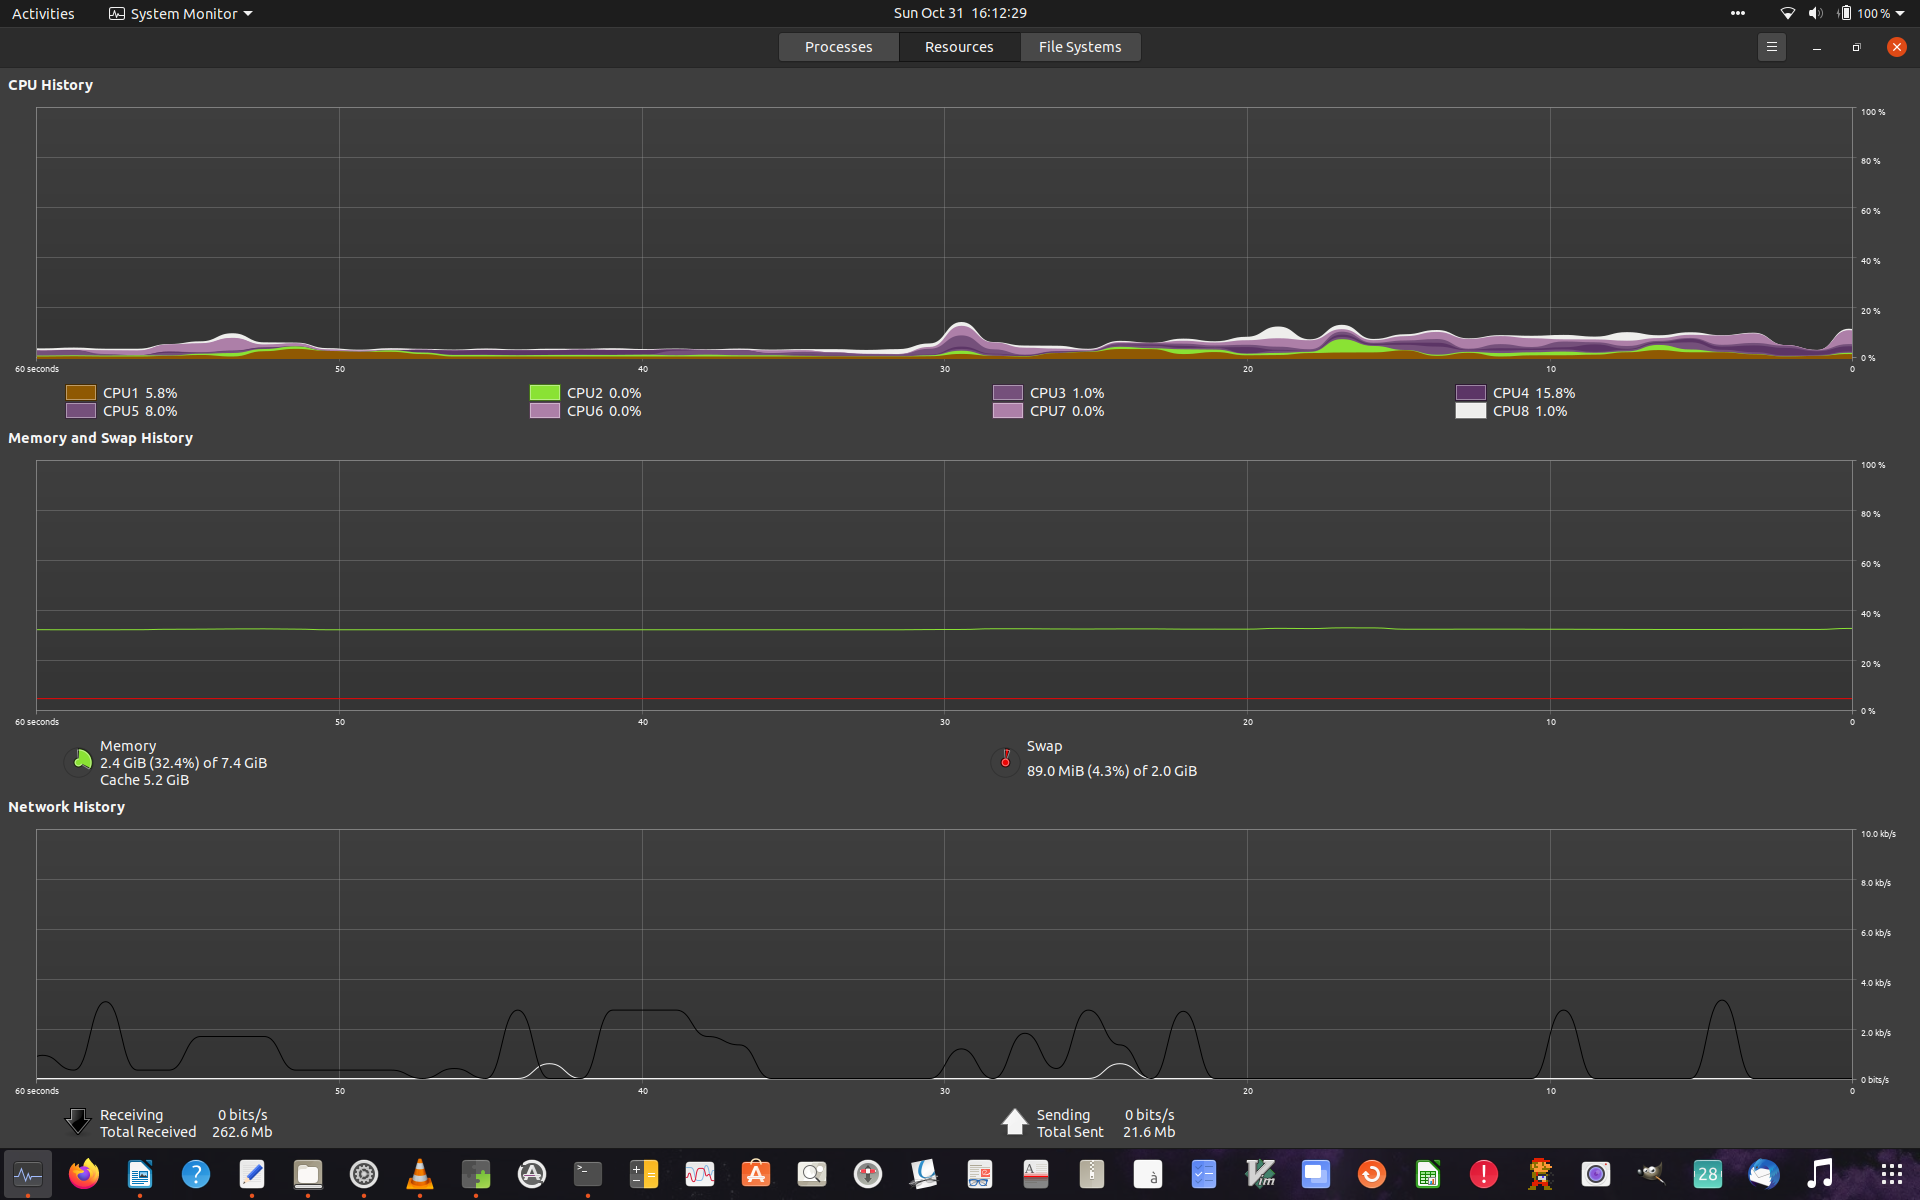 Activities
System Monitor
Sun Oct 31 16:12:29
100 %
Processes
Resources
File Systems
CPU History
100 %
80 %
60 %
40 %
20 %
0 %
60 seconds
50
40
30
20
10
0
CPU1 5.8%
CPU2 0.0%
CPU3 1.0%
CPU4 15.8%
CPU5 8.0%
CPU6 0.0%
CPU7 0.0%
CPU8 1.0%
Memory and Swap History
100 %
80 %
60 %
40 %
20 %
0 %
60 seconds
50
40
30
20
10
0
Memory
2.4 GiB (32.4%) of 7.4 GiB
Cache 5.2 GiB
Swap
89.0 MiB (4.3%) of 2.0 GiB
Network History
10.0 kb/s
8.0 kb/s
6.0 kb/s
4.0 kb/s
2.0 kb/s
0 bits/s
60 seconds
50
40
30
20
10
0
Receiving 0 bits/s
Total Received 262.6 Mb
Sending 0 bits/s
Total Sent 21.6 Mb
28